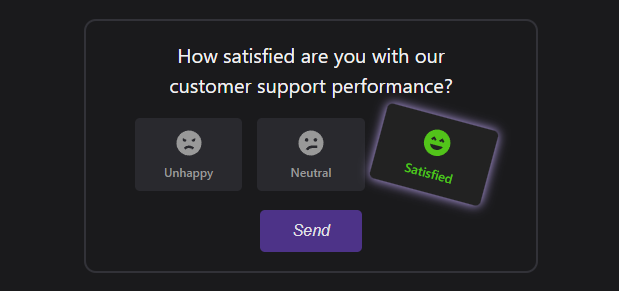 How satisfied are you with our
customer support performance?
Unhappy
Neutral
Satisfied
Send